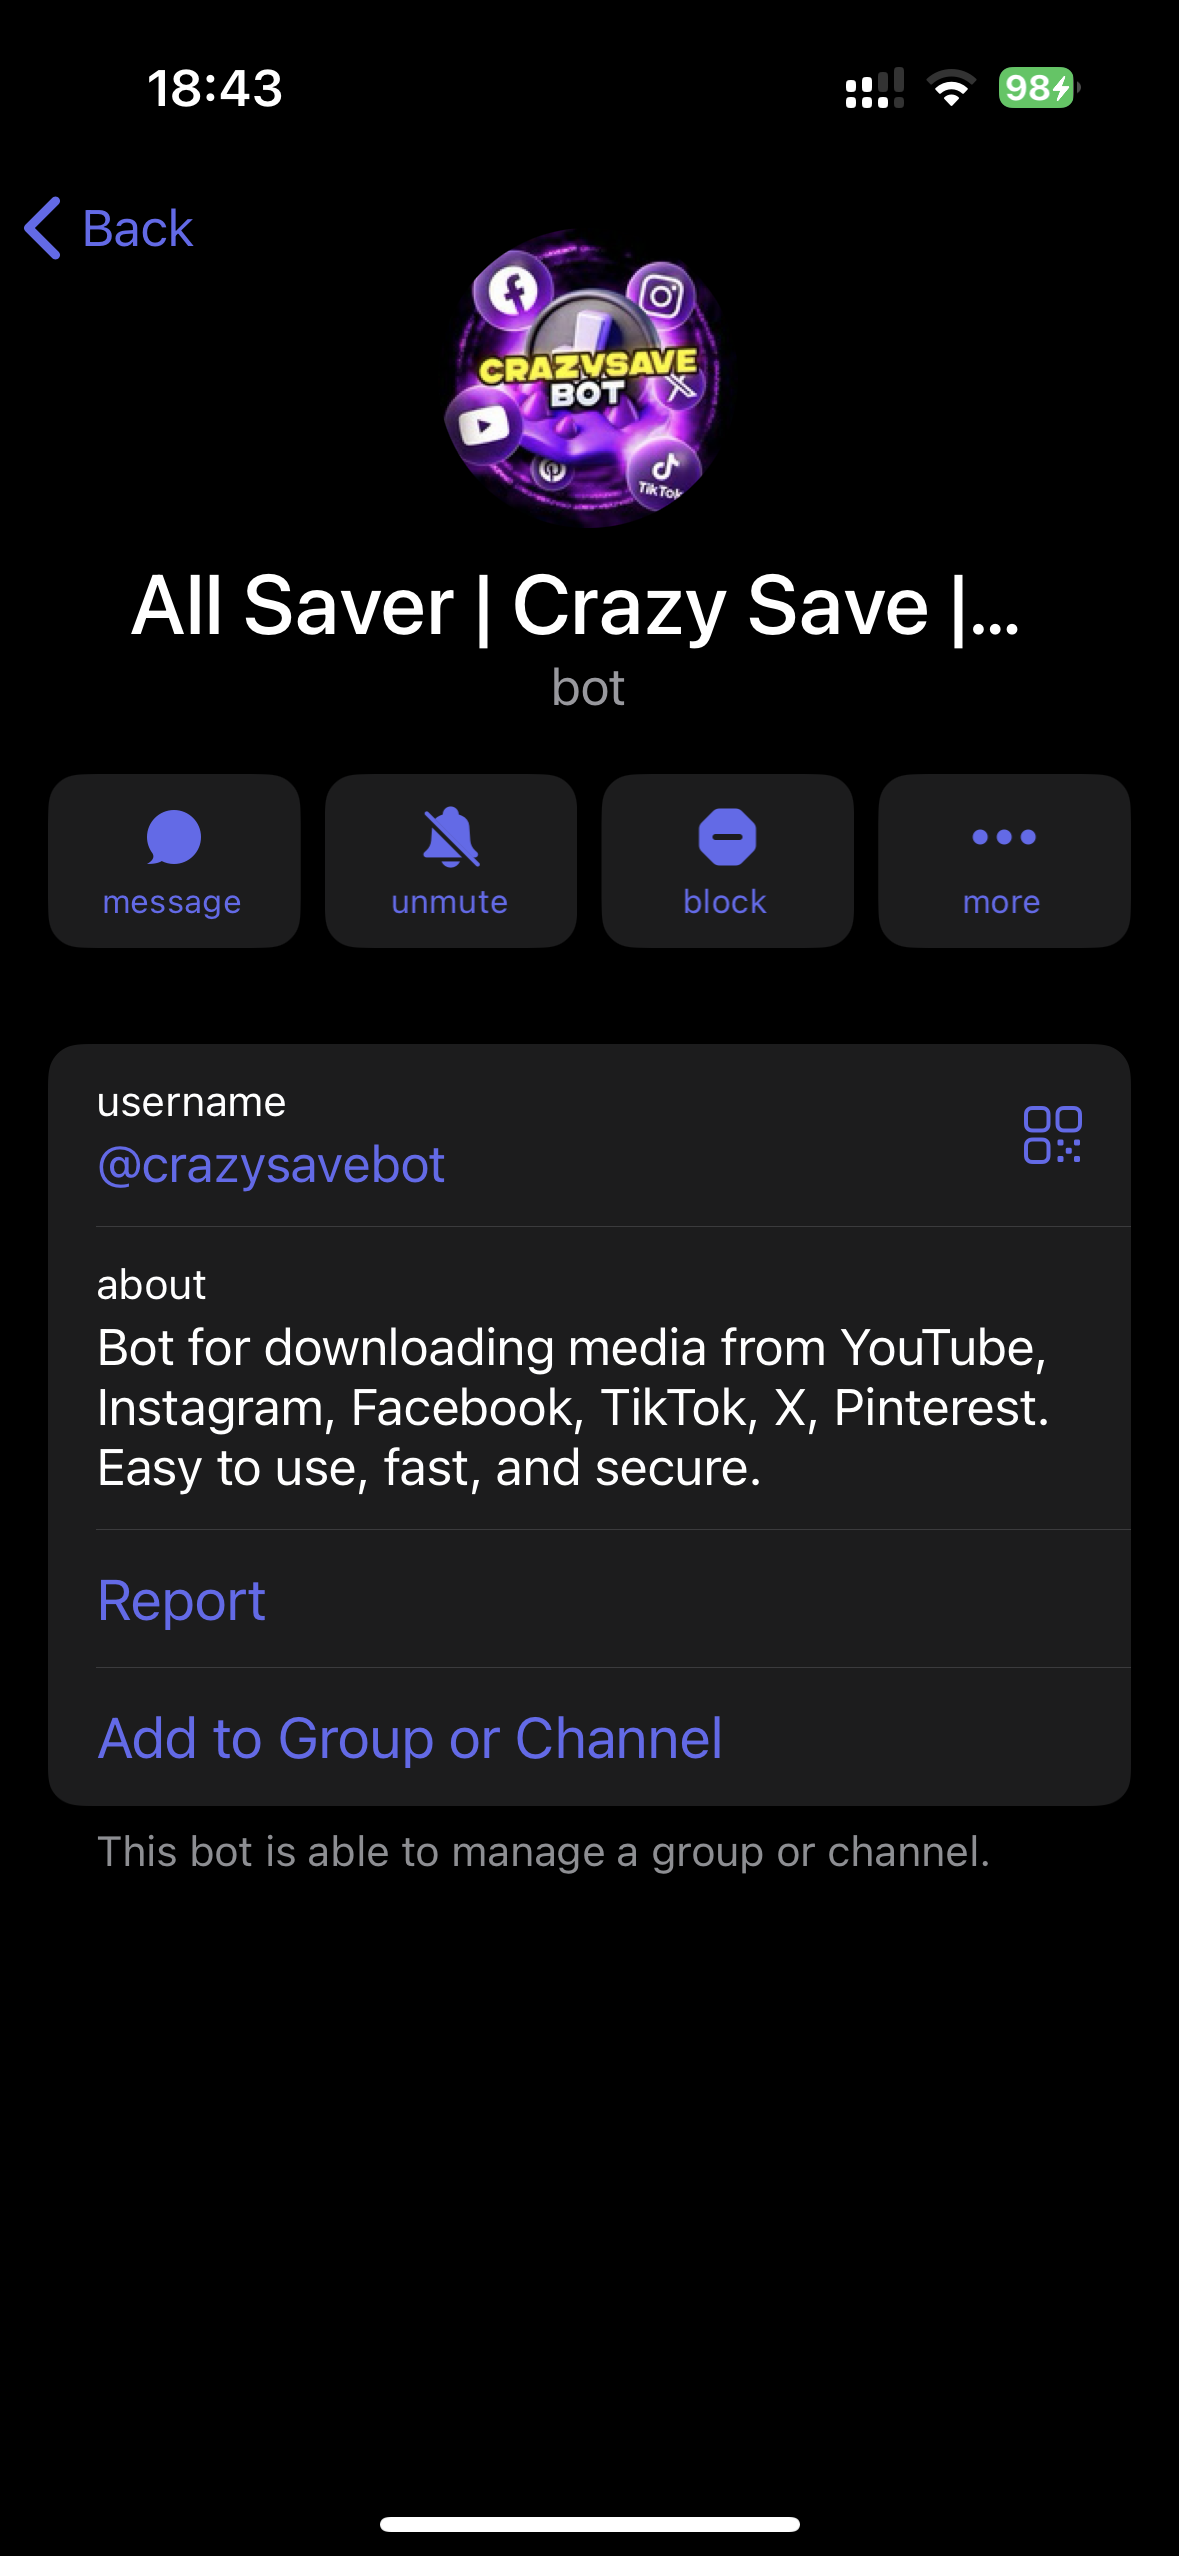 18:43
98
Back
CRAZYSAVE
BOT
TikTok
All Saver | Crazy Save |...
bot
message
unmute
block
more
username
@crazysavebot
about
Bot for downloading media from YouTube,
Instagram, Facebook, TikTok, X, Pinterest.
Easy to use, fast, and secure.
Report
Add to Group or Channel
This bot is able to manage a group or channel.